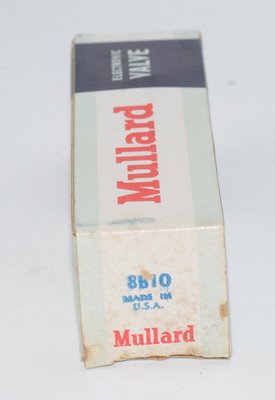 ELECTRONIC
VALVE
Mullard
8b10
MADE IN
U.S.A.
Mullard